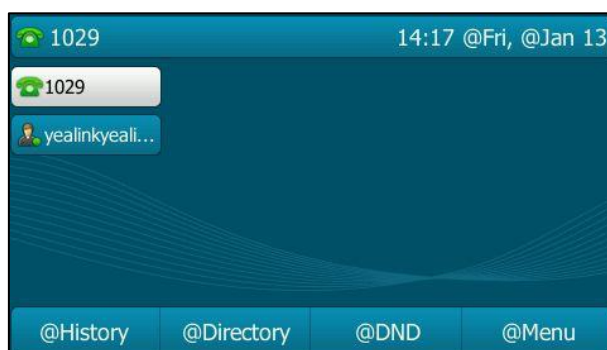 1029 14:17 @Fri, @Jan 13
1029
yealinkyeali...
@History @Directory @DND @Menu